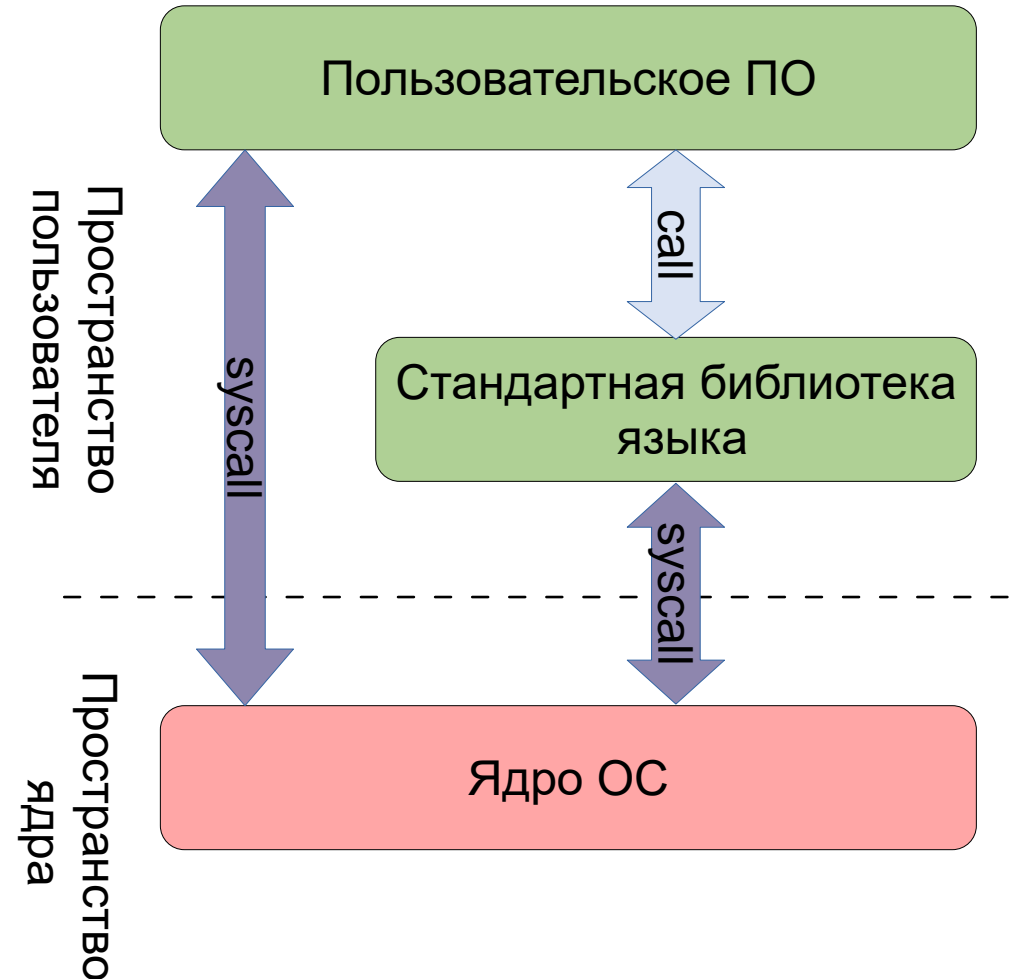 Пользовательское ПО
Пространство
пользователя
call
syscall
Стандартная библиотека
языка
syscall
Пространство
ядра
Ядро ОС